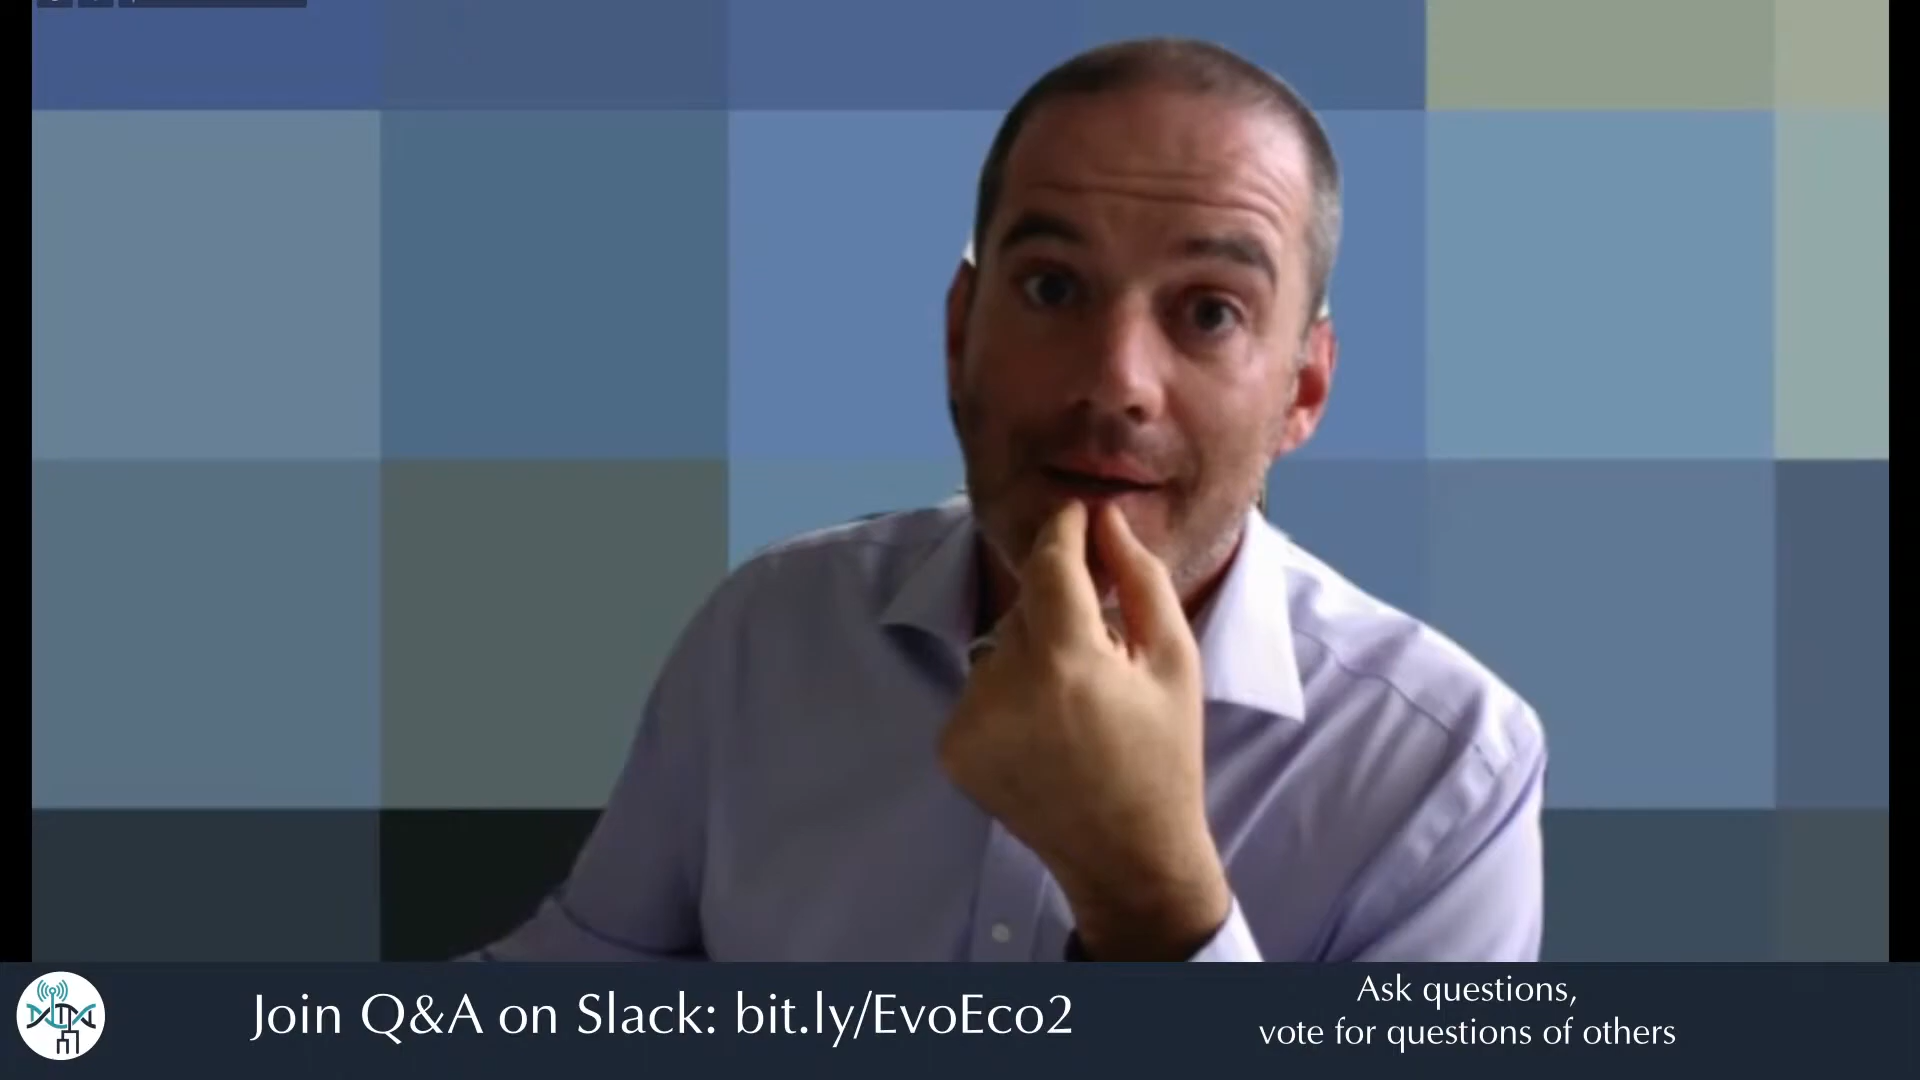 Join Q&A on Slack: bit.ly/EvoEco2
Ask questions,
vote for questions of others